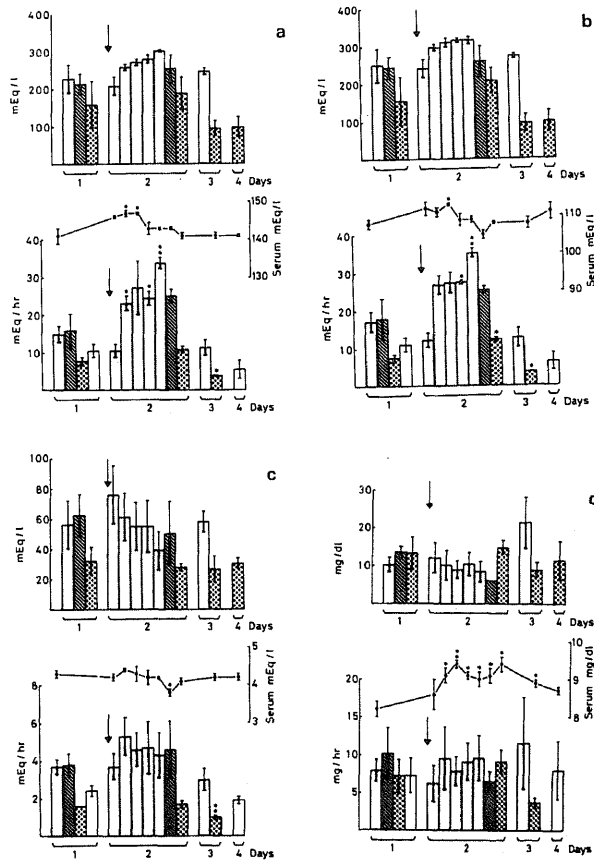 a
400
300
200
100
mEq/l
1 2 3 4 Days
150
140
130
Serum mEq/l
40
30
20
10
mEq/hr
1 2 3 4 Days
b
400
300
200
100
mEq/l
1 2 3 4 Days
110
100
90
Serum mEq/l
40
30
20
10
mEq/hr
1 2 3 4 Days
c
100
80
60
40
20
mEq/l
1 2 3 4 Days
5
4
3
Serum mEq/l
8
6
4
2
mEq/hr
1 2 3 4 Days
30
20
10
mg/dl
1 2 3 4 Days
10
9
8
Serum mg/dl
20
15
10
5
mg/hr
1 2 3 4 Days